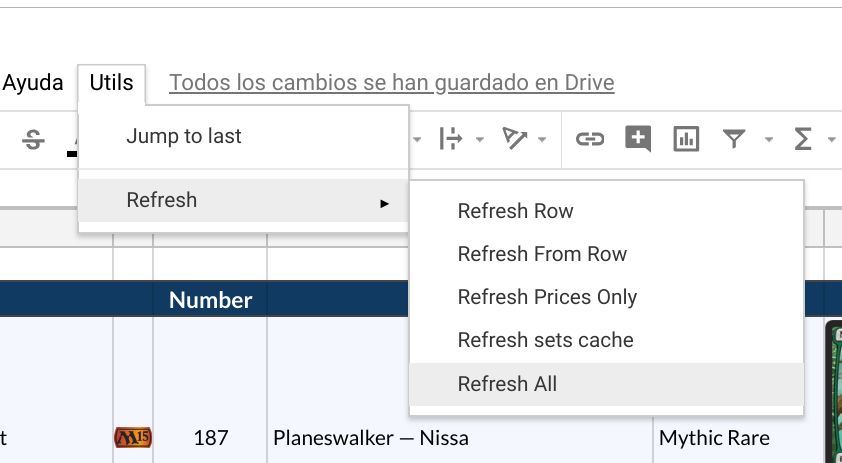 Ayuda Utils Todos los cambios se han guardado en Drive
Jump to last
Refresh
Refresh Row
Refresh From Row
Refresh Prices Only
Refresh sets cache
Refresh All
Number
t M15 187 Planeswalker — Nissa Mythic Rare